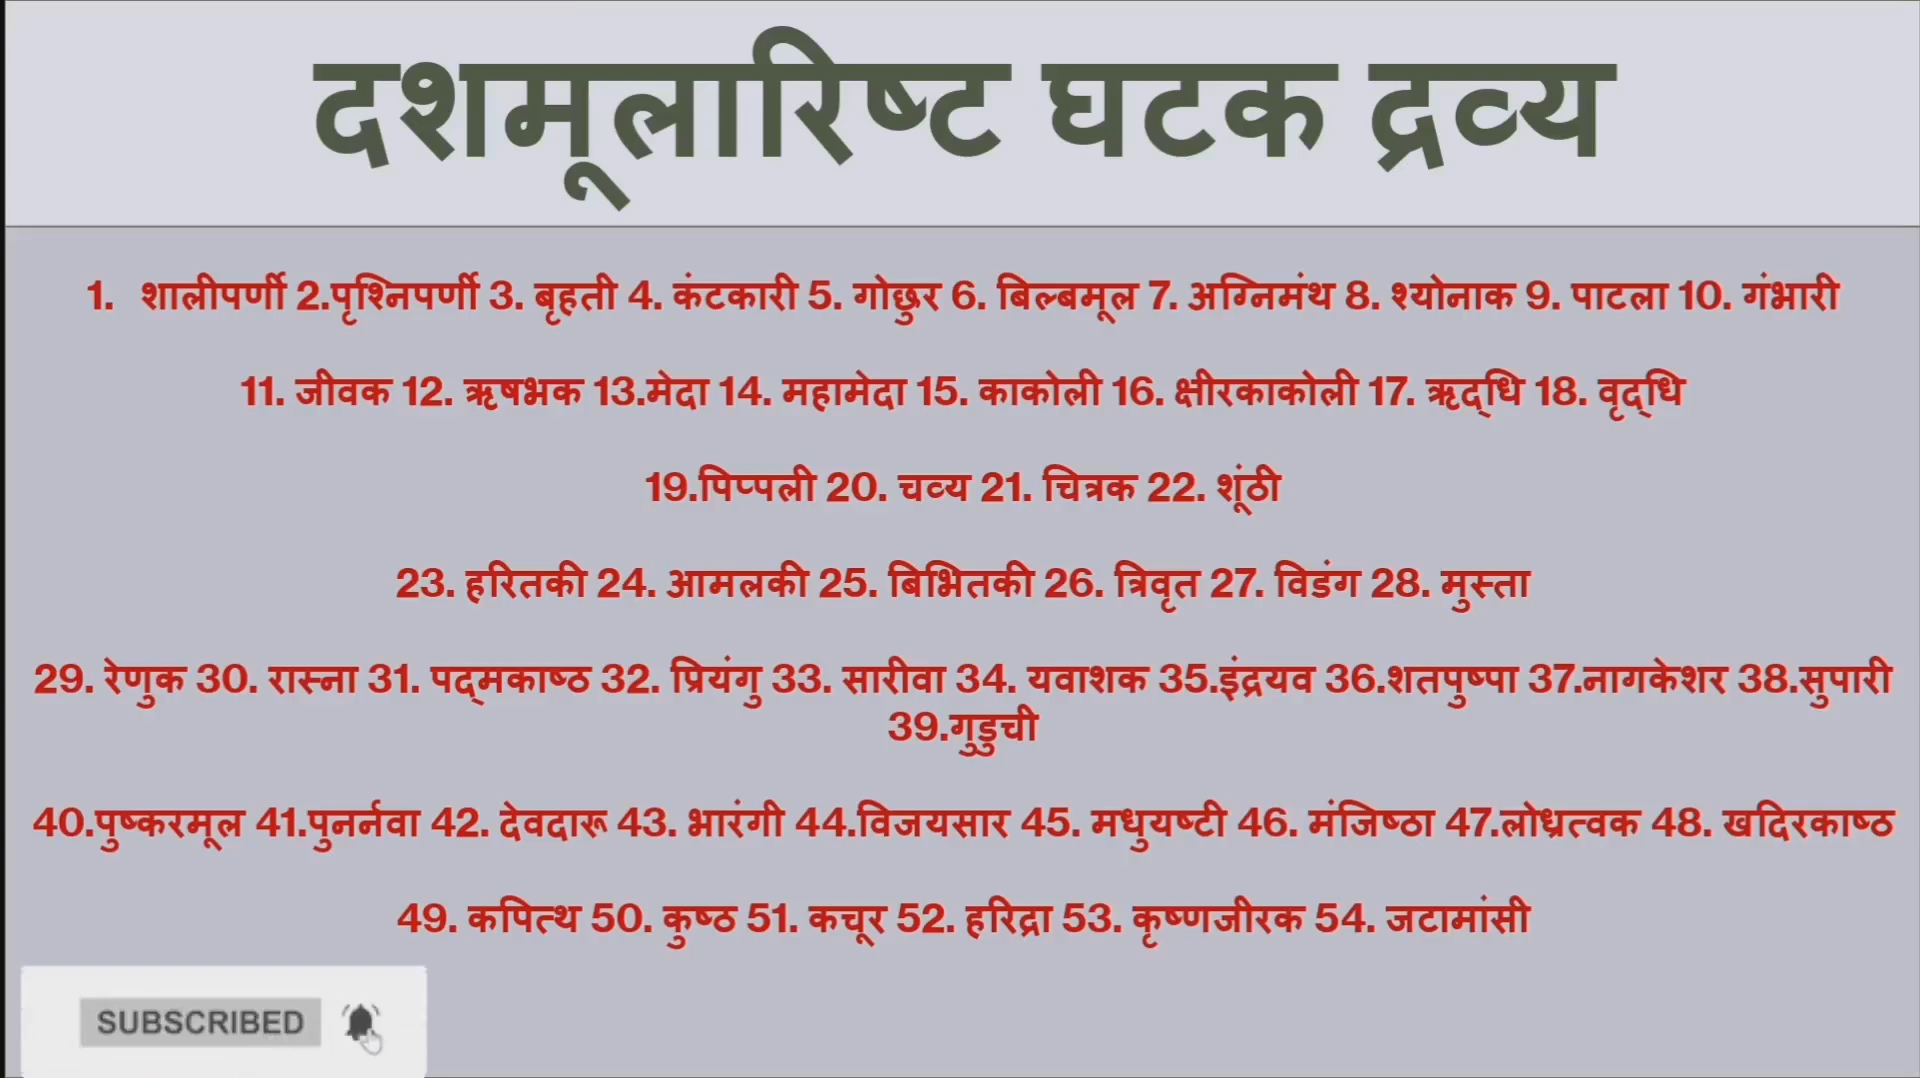 दशमूलारिष्ट घटक द्रव्य
1. शालीपर्णी 2.पृश्निपर्णी 3. बृहती 4. कंटकारी 5. गोछुर 6. बिल्बमूल 7. अग्निमंथ 8. श्योनाक 9. पाटला 10. गंभारी
11. जीवक 12. ऋषभक 13.मेदा 14. महामेदा 15. काकोली 16. क्षीरकाकोली 17. ऋद्धि 18. वृद्धि
19.पिप्पली 20. चव्य 21. चित्रक 22. शूंठी
23. हरितकी 24. आमलकी 25. बिभितकी 26. त्रिवृत 27. विडंग 28. मुस्ता
29. रेणुक 30. रास्ना 31. पद्मकाष्ठ 32. प्रियंगु 33. सारीवा 34. यवाशक 35.इंद्रयव 36.शतपुष्पा 37.नागकेशर 38.सुपारी
39.गुडुची
40.पुष्करमूल 41.पुनर्नवा 42. देवदारू 43. भारंगी 44.विजयसार 45. मधुयष्टी 46. मंजिष्ठा 47.लोध्रत्वक 48. खदिरकाष्ठ
49. कपित्थ 50. कुष्ठ 51. कचूर 52. हरिद्रा 53. कृष्णजीरक 54. जटामांसी
SUBSCRIBED